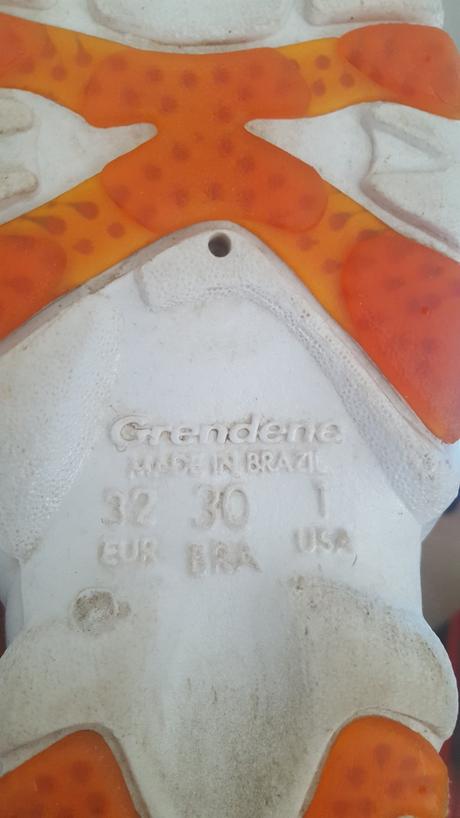 Grendene
MADE IN BRAZIL
32 30 1
EUR BRA USA